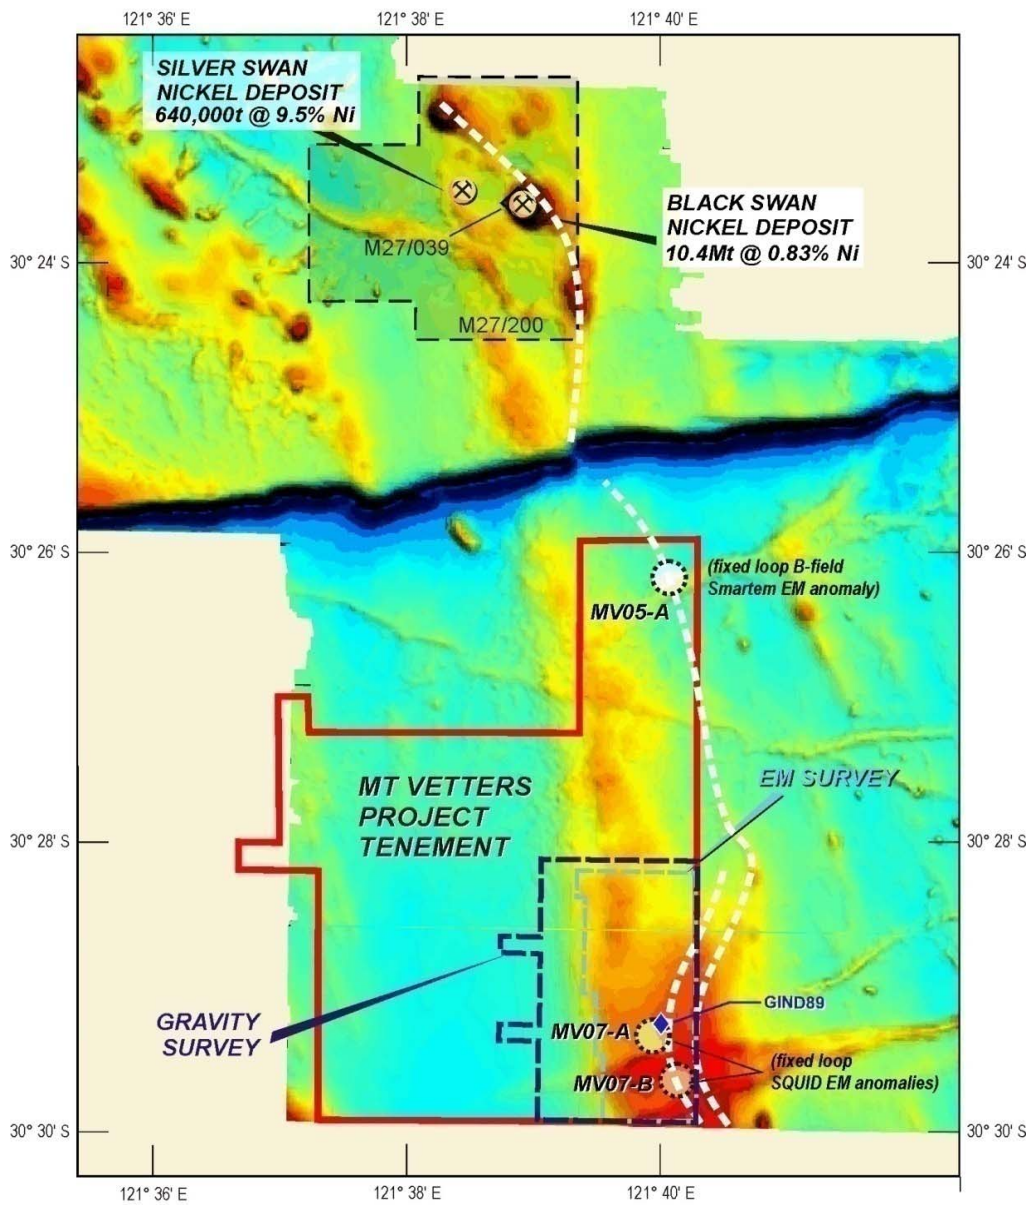 121° 36' E
121° 38' E
121° 40' E
SILVER SWAN
NICKEL DEPOSIT
640,000t @ 9.5% Ni
BLACK SWAN
NICKEL DEPOSIT
10.4Mt @ 0.83% Ni
M27/039
30° 24' S
30° 24' S
M27/200
30° 26' S
30° 26' S
(fixed loop B-field
Smartem EM anomaly)
MV05-A
EM SURVEY
MT VETTERS
PROJECT
TENEMENT
30° 28' S
30° 28' S
GRAVITY
SURVEY
GIND89
MV07-A
(fixed loop
SQUID EM anomalies)
MV07-B
30° 30' S
30° 30' S
121° 36' E
121° 38' E
121° 40' E